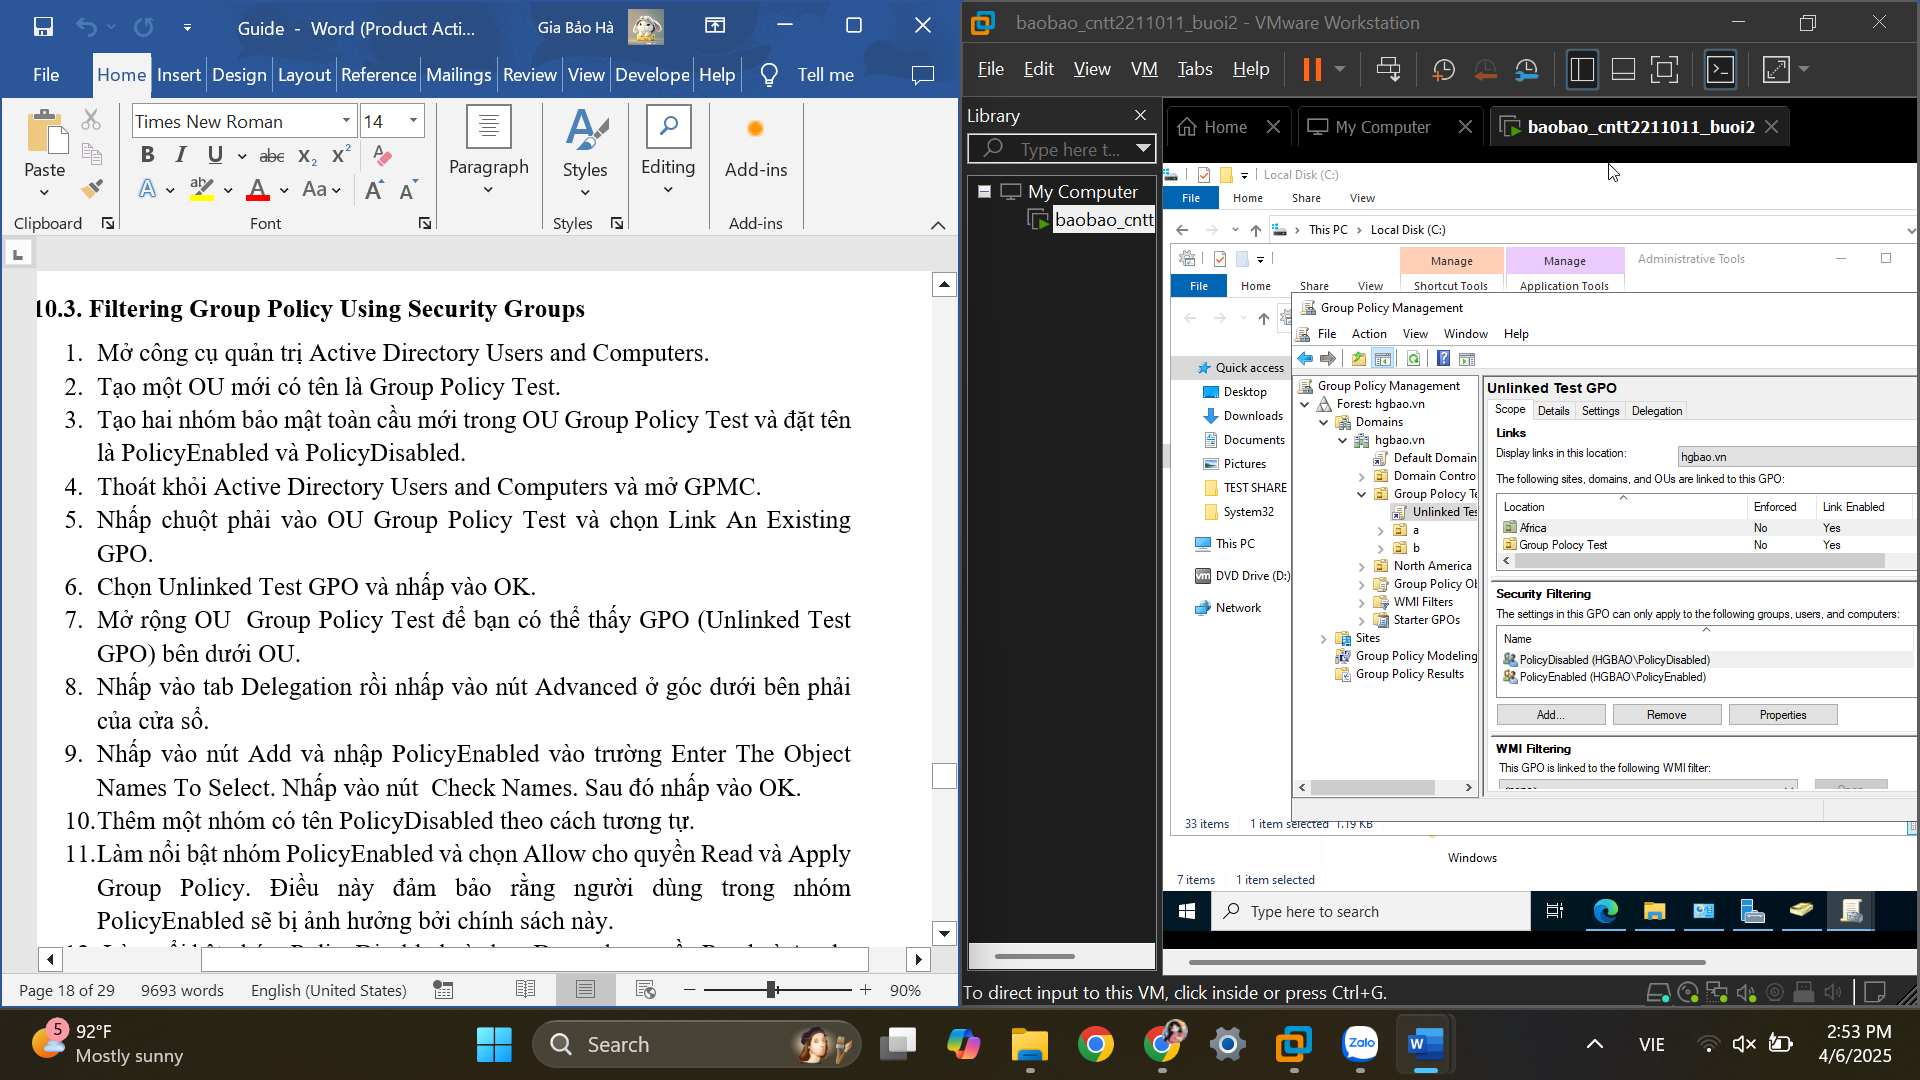 Guide - Word (Product Acti...
Gia Bảo Hà
File
Home
Insert
Design
Layout
Reference
Mailings
Review
View
Develope
Help
Tell me
Paste
Times New Roman
14
B I U abc X₂ X²
A ab A Aa A A
Paragraph
Styles
Editing
Add-ins
Clipboard
Font
Styles
Add-ins
10.3. Filtering Group Policy Using Security Groups
1. Mở công cụ quản trị Active Directory Users and Computers.
2. Tạo một OU mới có tên là Group Policy Test.
3. Tạo hai nhóm bảo mật toàn cầu mới trong OU Group Policy Test và đặt tên
là PolicyEnabled và PolicyDisabled.
4. Thoát khỏi Active Directory Users and Computers và mở GPMC.
5. Nhấp chuột phải vào OU Group Policy Test và chọn Link An Existing
GPO.
6. Chọn Unlinked Test GPO và nhấp vào OK.
7. Mở rộng OU Group Policy Test để bạn có thể thấy GPO (Unlinked Test
GPO) bên dưới OU.
8. Nhấp vào tab Delegation rồi nhấp vào nút Advanced ở góc dưới bên phải
của cửa sổ.
9. Nhấp vào nút Add và nhập PolicyEnabled vào trường Enter The Object
Names To Select. Nhấp vào nút Check Names. Sau đó nhấp vào OK.
10. Thêm một nhóm có tên PolicyDisabled theo cách tương tự.
11. Làm nổi bật nhóm PolicyEnabled và chọn Allow cho quyền Read và Apply
Group Policy. Điều này đảm bảo rằng người dùng trong nhóm
PolicyEnabled sẽ bị ảnh hưởng bởi chính sách này.
Page 18 of 29
9693 words
English (United States)
90%
baobao_cntt2211011_buoi2 - VMware Workstation
File
Edit
View
VM
Tabs
Help
Library
Type here t...
My Computer
baobao_cntt
Home
My Computer
baobao_cntt2211011_buoi2
Local Disk (C:)
File
Home
Share
View
This PC
Local Disk (C:)
Manage
Manage
Administrative Tools
File
Home
Share
View
Shortcut Tools
Application Tools
Quick access
Desktop
Downloads
Documents
Pictures
TEST SHARE
System32
This PC
DVD Drive (D:)
Network
Group Policy Management
File
Action
View
Window
Help
Group Policy Management
Forest: hgbao.vn
Domains
hgbao.vn
Default Domain
Domain Contro
Group Polocy Te
Unlinked Tes
a
b
North America
Group Policy Ob
WMI Filters
Starter GPOs
Sites
Group Policy Modeling
Group Policy Results
Unlinked Test GPO
Scope
Details
Settings
Delegation
Links
Display links in this location:
hgbao.vn
The following sites, domains, and OUs are linked to this GPO:
Location
Enforced
Link Enabled
Africa
No
Yes
Group Polocy Test
No
Yes
Security Filtering
The settings in this GPO can only apply to the following groups, users, and computers:
Name
PolicyDisabled (HGBAO\PolicyDisabled)
PolicyEnabled (HGBAO\PolicyEnabled)
Add...
Remove
Properties
WMI Filtering
This GPO is linked to the following WMI filter:
33 items
1 item selected 1.19 KB
Windows
7 items
1 item selected
Type here to search
To direct input to this VM, click inside or press Ctrl+G.
5
92°F
Mostly sunny
Search
Zalo
VIE
2:53 PM
4/6/2025